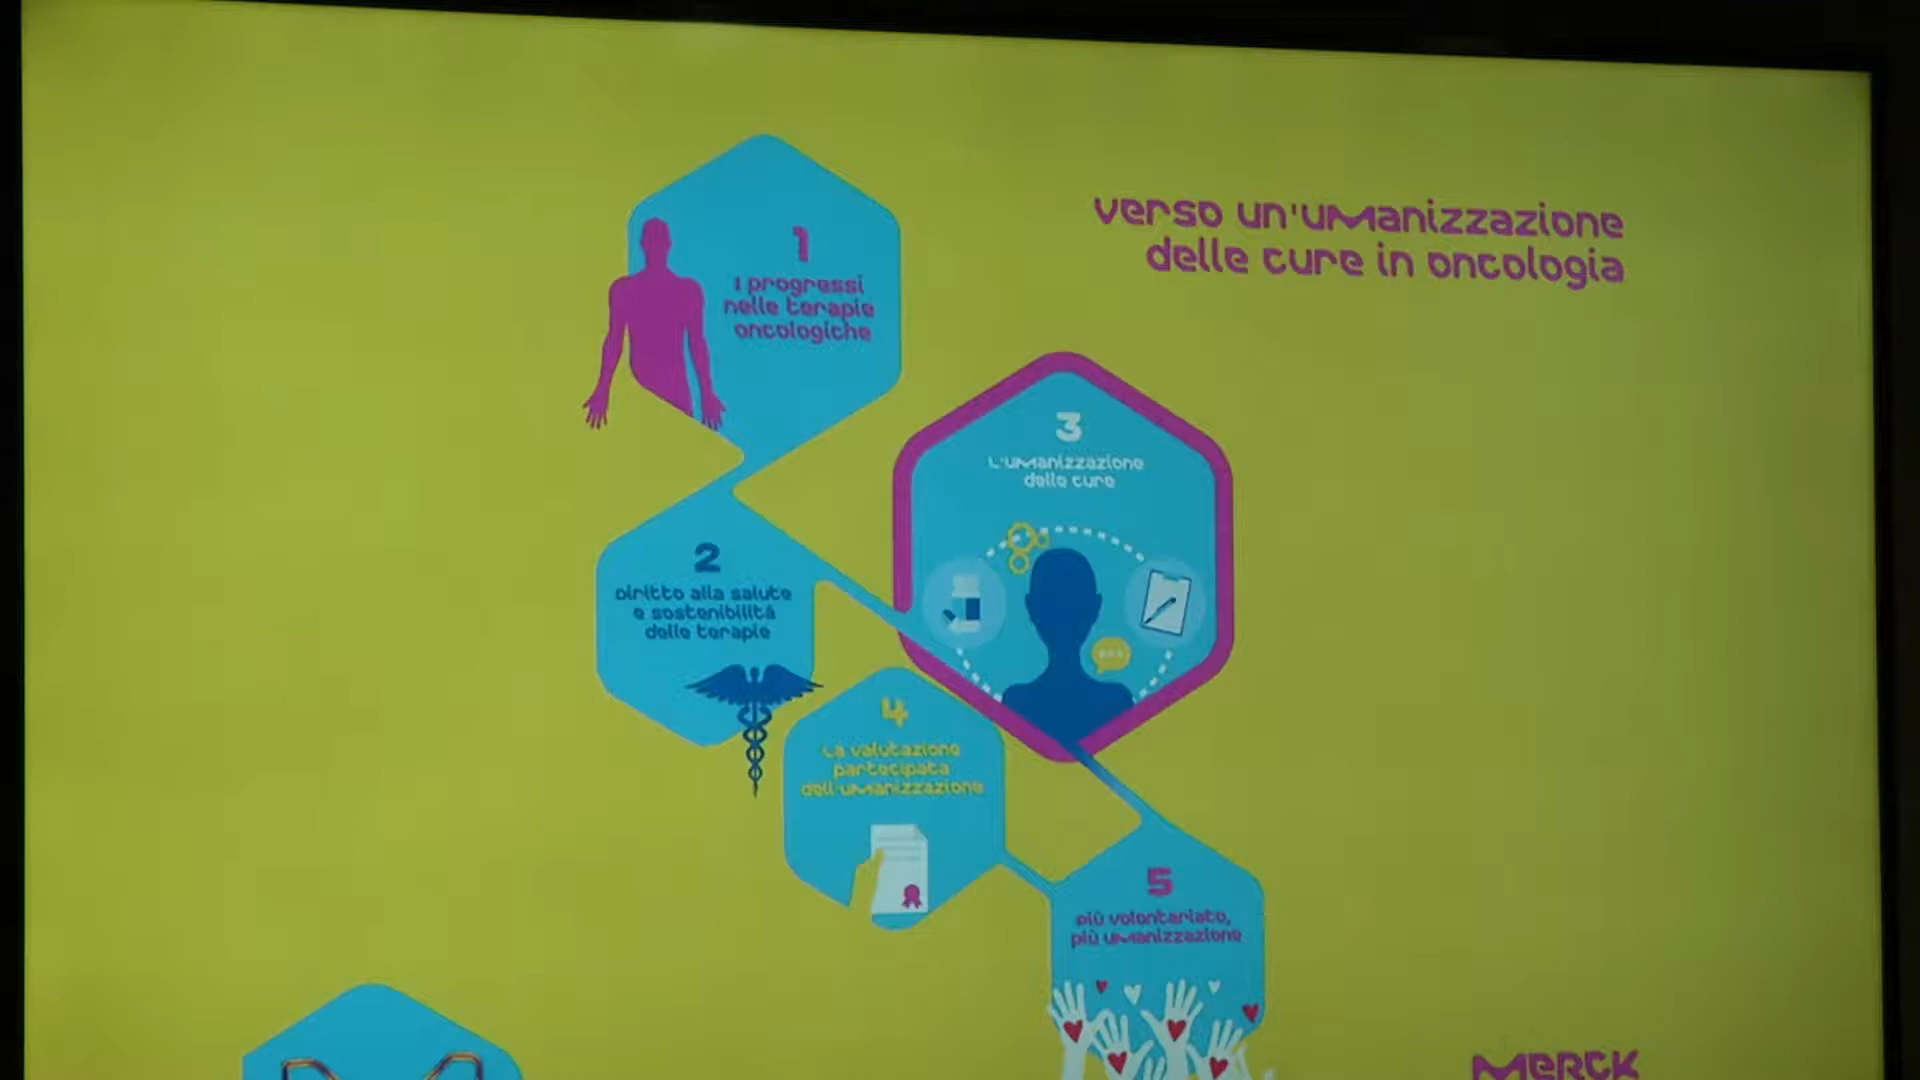 verso un'umanizzazione
delle cure in oncologia
1
i progressi
nelle terapie
oncologiche
2
Diritto alla salute
e sostenibilità
delle terapie
3
L'umanizzazione
delle cure
4
La valutazione
partecipata
dell'umanizzazione
5
più volontariato,
più umanizzazione
MERCK